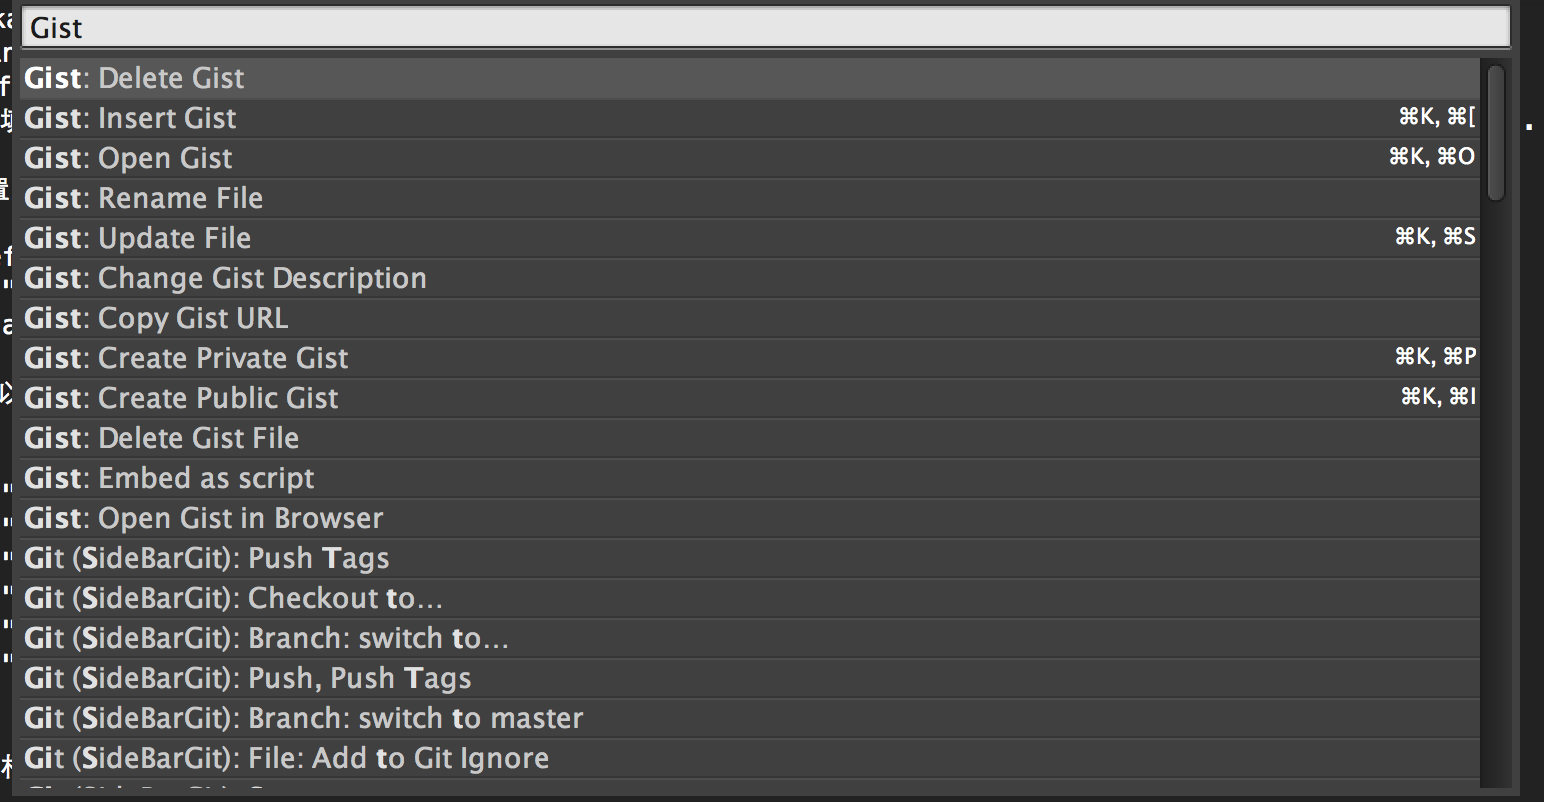 Gist
Gist: Delete Gist
Gist: Insert Gist ⌘K, ⌘[
Gist: Open Gist ⌘K, ⌘O
Gist: Rename File
Gist: Update File ⌘K, ⌘S
Gist: Change Gist Description
Gist: Copy Gist URL
Gist: Create Private Gist ⌘K, ⌘P
Gist: Create Public Gist ⌘K, ⌘I
Gist: Delete Gist File
Gist: Embed as script
Gist: Open Gist in Browser
Git (SideBarGit): Push Tags
Git (SideBarGit): Checkout to...
Git (SideBarGit): Branch: switch to...
Git (SideBarGit): Push, Push Tags
Git (SideBarGit): Branch: switch to master
Git (SideBarGit): File: Add to Git Ignore